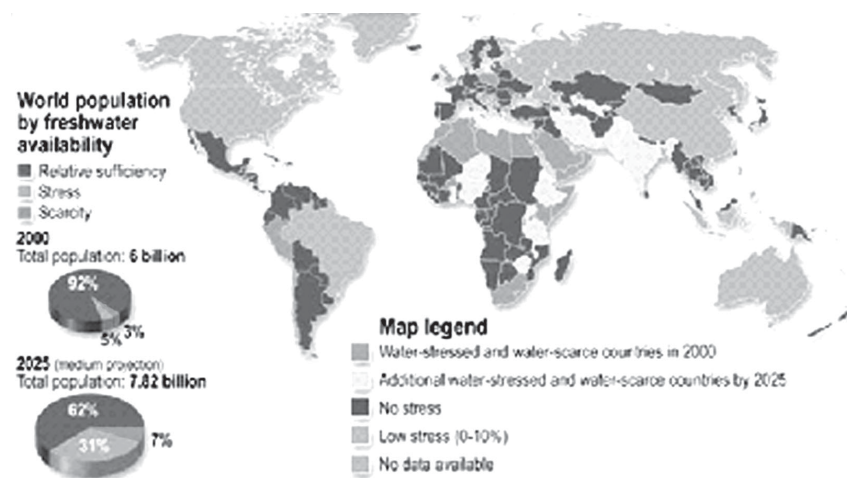 World population
by freshwater
availability
Relative sufficiency
Stress
Scarcity
2000
Total population: 6 billion
92%
5% 3%
2025 (medium projection)
Total population: 7.82 billion
62%
31%
7%
Map legend
Water-stressed and water-scarce countries in 2000
Additional water-stressed and water-scarce countries by 2025
No stress
Low stress (0-10%)
No data available